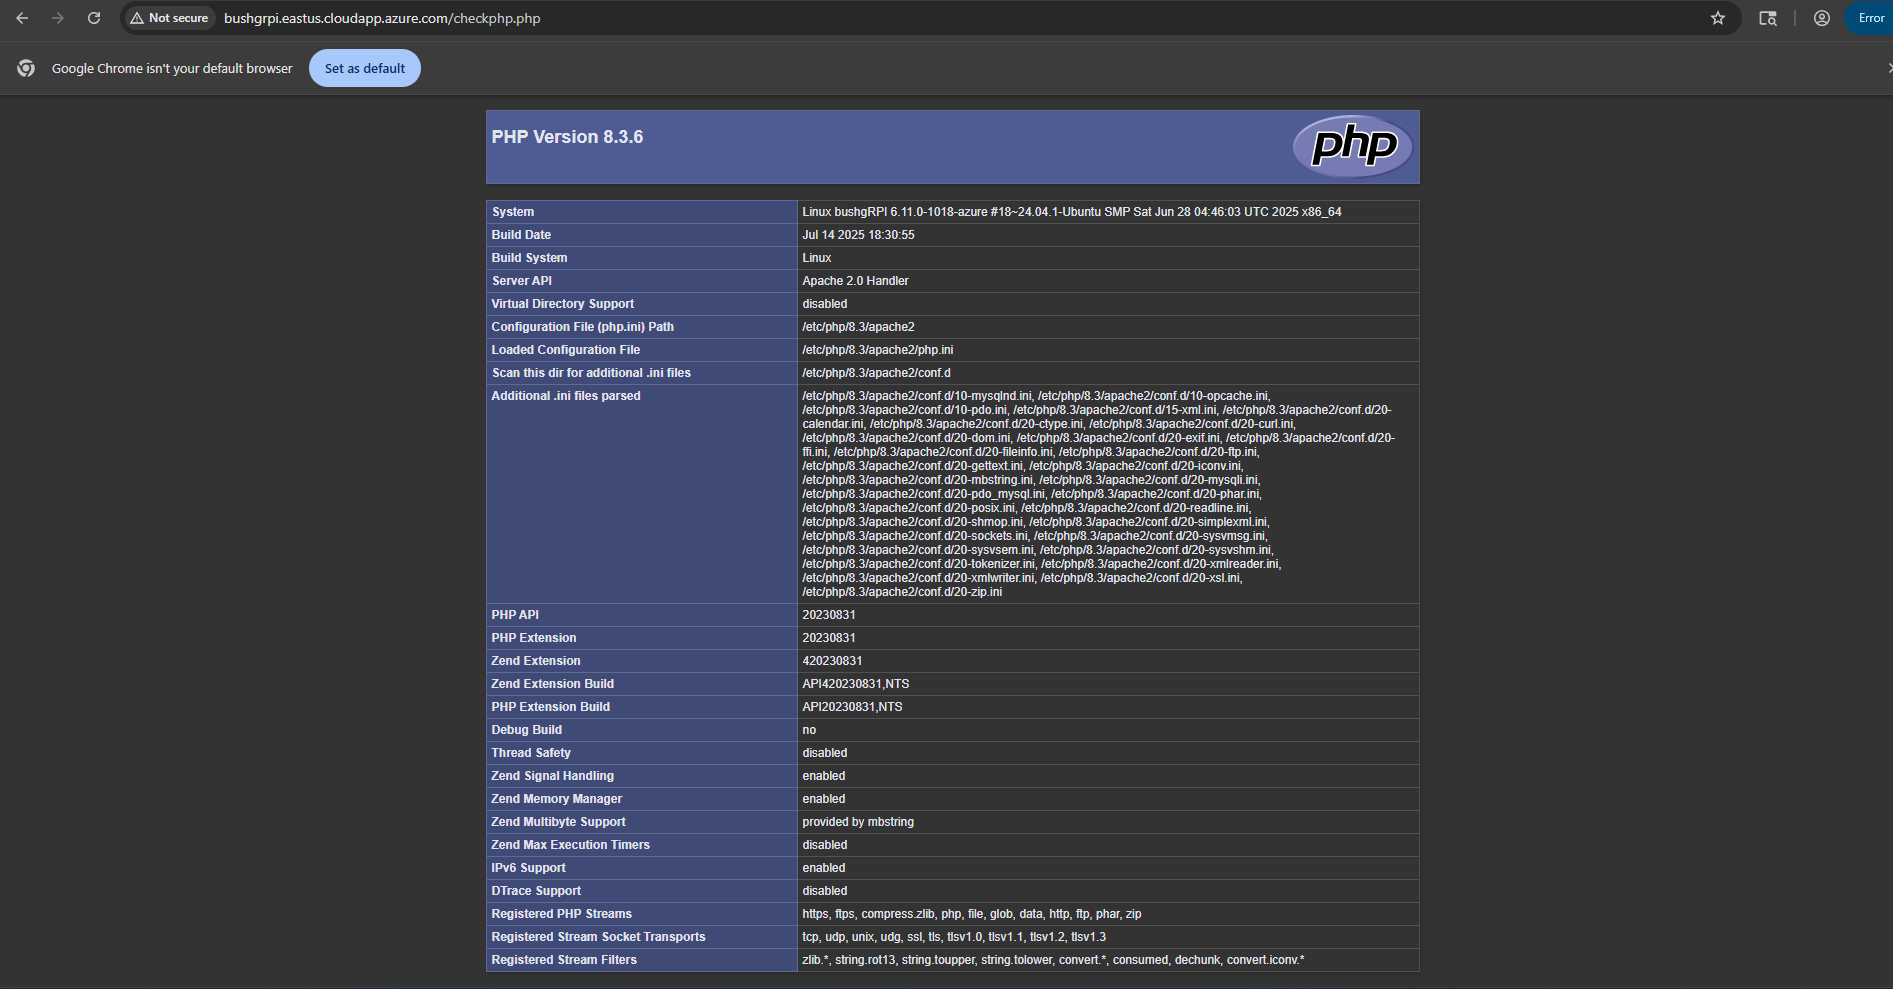 Not secure bushgrpi.eastus.cloudapp.azure.com/checkphp.php Error
Google Chrome isn't your default browser Set as default
PHP Version 8.3.6 php
System Linux bushgRPI 6.11.0-1018-azure #18~24.04.1-Ubuntu SMP Sat Jun 28 04:46:03 UTC 2025 x86_64
Build Date Jul 14 2025 18:30:55
Build System Linux
Server API Apache 2.0 Handler
Virtual Directory Support disabled
Configuration File (php.ini) Path /etc/php/8.3/apache2
Loaded Configuration File /etc/php/8.3/apache2/php.ini
Scan this dir for additional .ini files /etc/php/8.3/apache2/conf.d
Additional .ini files parsed /etc/php/8.3/apache2/conf.d/10-mysqlnd.ini, /etc/php/8.3/apache2/conf.d/10-opcache.ini,
/etc/php/8.3/apache2/conf.d/10-pdo.ini, /etc/php/8.3/apache2/conf.d/15-xml.ini, /etc/php/8.3/apache2/conf.d/20-
calendar.ini, /etc/php/8.3/apache2/conf.d/20-ctype.ini, /etc/php/8.3/apache2/conf.d/20-curl.ini,
/etc/php/8.3/apache2/conf.d/20-dom.ini, /etc/php/8.3/apache2/conf.d/20-exif.ini, /etc/php/8.3/apache2/conf.d/20-
ffi.ini, /etc/php/8.3/apache2/conf.d/20-fileinfo.ini, /etc/php/8.3/apache2/conf.d/20-ftp.ini,
/etc/php/8.3/apache2/conf.d/20-gettext.ini, /etc/php/8.3/apache2/conf.d/20-iconv.ini,
/etc/php/8.3/apache2/conf.d/20-mbstring.ini, /etc/php/8.3/apache2/conf.d/20-mysqli.ini,
/etc/php/8.3/apache2/conf.d/20-pdo_mysql.ini, /etc/php/8.3/apache2/conf.d/20-phar.ini,
/etc/php/8.3/apache2/conf.d/20-posix.ini, /etc/php/8.3/apache2/conf.d/20-readline.ini,
/etc/php/8.3/apache2/conf.d/20-shmop.ini, /etc/php/8.3/apache2/conf.d/20-simplexml.ini,
/etc/php/8.3/apache2/conf.d/20-sockets.ini, /etc/php/8.3/apache2/conf.d/20-sysvmsg.ini,
/etc/php/8.3/apache2/conf.d/20-sysvsem.ini, /etc/php/8.3/apache2/conf.d/20-sysvshm.ini,
/etc/php/8.3/apache2/conf.d/20-tokenizer.ini, /etc/php/8.3/apache2/conf.d/20-xmlreader.ini,
/etc/php/8.3/apache2/conf.d/20-xmlwriter.ini, /etc/php/8.3/apache2/conf.d/20-xsl.ini,
/etc/php/8.3/apache2/conf.d/20-zip.ini
PHP API 20230831
PHP Extension 20230831
Zend Extension 420230831
Zend Extension Build API420230831,NTS
PHP Extension Build API20230831,NTS
Debug Build no
Thread Safety disabled
Zend Signal Handling enabled
Zend Memory Manager enabled
Zend Multibyte Support provided by mbstring
Zend Max Execution Timers disabled
IPv6 Support enabled
DTrace Support disabled
Registered PHP Streams https, ftps, compress.zlib, php, file, glob, data, http, ftp, phar, zip
Registered Stream Socket Transports tcp, udp, unix, udg, ssl, tls, tlsv1.0, tlsv1.1, tlsv1.2, tlsv1.3
Registered Stream Filters zlib.*, string.rot13, string.toupper, string.tolower, convert.*, consumed, dechunk, convert.iconv.*